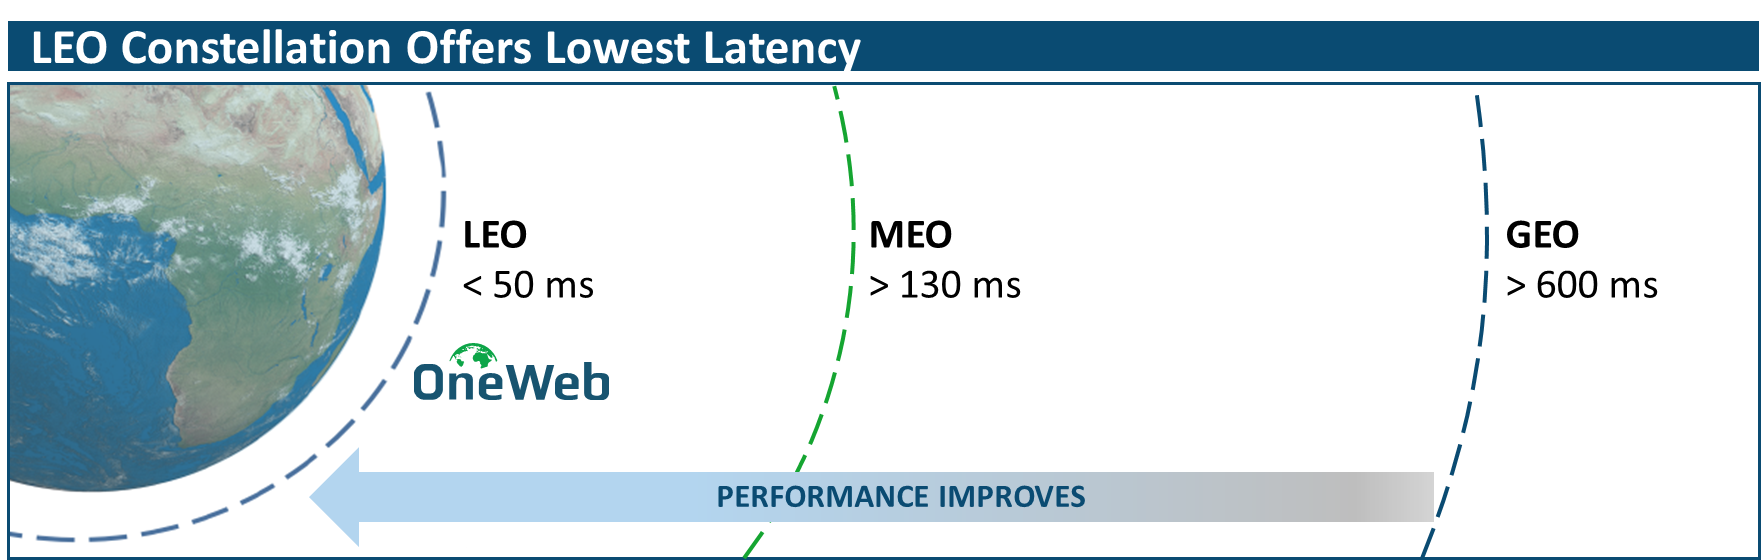 LEO Constellation Offers Lowest Latency
LEO
< 50 ms
OneWeb
MEO
> 130 ms
GEO
> 600 ms
PERFORMANCE IMPROVES